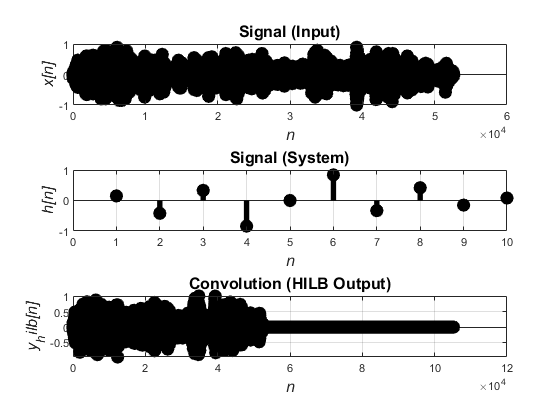 Signal (Input)
x[n]
1
0
-1
0 1 2 3 4 5 6
n
×10^4
Signal (System)
h[n]
1
0
-1
0 1 2 3 4 5 6 7 8 9 10
n
Convolution (HILB Output)
y_hilb[n]
1
0.5
0
-0.5
0 2 4 6 8 10 12
n
×10^4